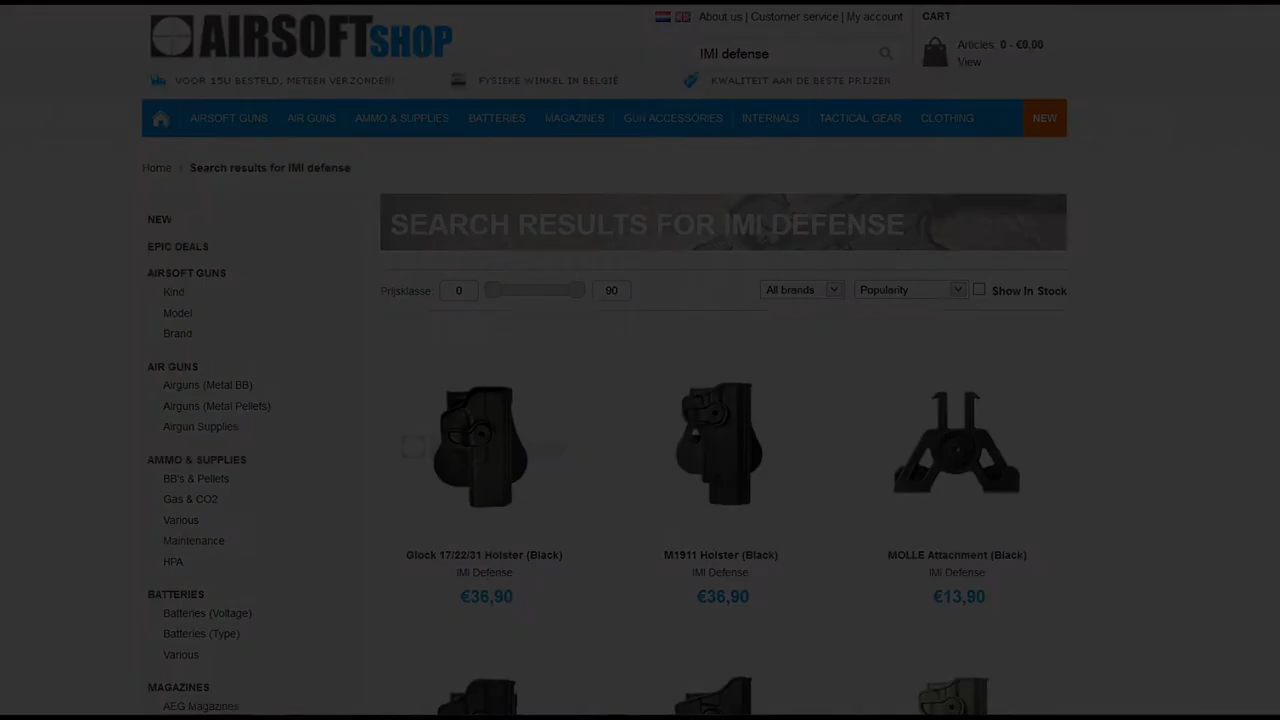 AIRSOFTSHOP
About us | Customer service | My account
CART
IMI defense
Articles: 0 - €0,00
View
VOOR 15U BESTELD, METEEN VERZONDEN!
FYSIEKE WINKEL IN BELGIË
KWALITEIT AAN DE BESTE PRIJZEN
AIRSOFT GUNS
AIR GUNS
AMMO & SUPPLIES
BATTERIES
MAGAZINES
GUN ACCESSORIES
INTERNALS
TACTICAL GEAR
CLOTHING
NEW
Home | Search results for IMI defense
NEW
EPIC DEALS
AIRSOFT GUNS
Kind
Model
Brand
AIR GUNS
Airguns (Metal BB)
Airguns (Metal Pellets)
Airgun Supplies
AMMO & SUPPLIES
BB's & Pellets
Gas & CO2
Various
Maintenance
HPA
BATTERIES
Batteries (Voltage)
Batteries (Type)
Various
MAGAZINES
AEG Magazines
SEARCH RESULTS FOR IMI DEFENSE
Prijsklasse: 0 90
All brands
Popularity
Show In Stock
Glock 17/22/31 Holster (Black)
IMI Defense
€36,90
M1911 Holster (Black)
IMI Defense
€36,90
MOLLE Attachment (Black)
IMI Defense
€13,90